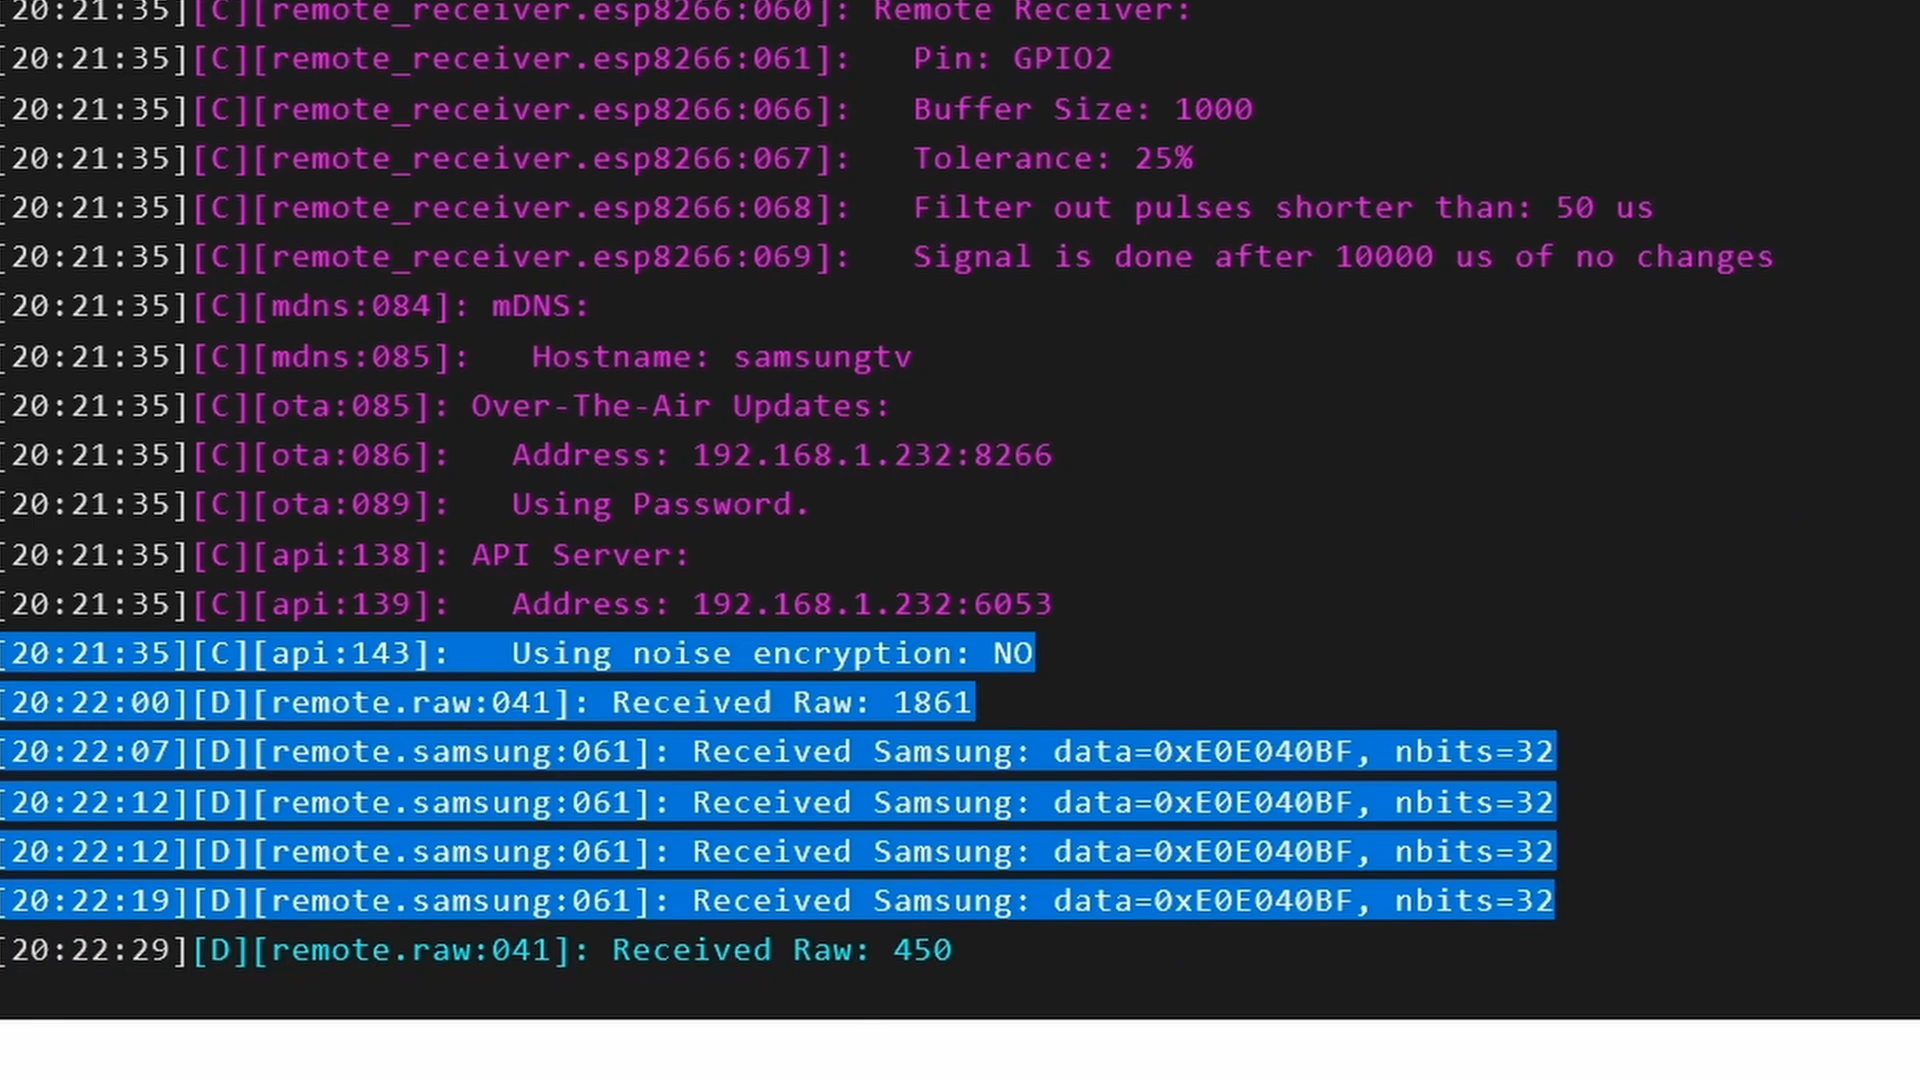 [20:21:35][C][remote_receiver.esp8266:060]: Remote Receiver:
[20:21:35][C][remote_receiver.esp8266:061]:   Pin: GPIO2
[20:21:35][C][remote_receiver.esp8266:066]:   Buffer Size: 1000
[20:21:35][C][remote_receiver.esp8266:067]:   Tolerance: 25%
[20:21:35][C][remote_receiver.esp8266:068]:   Filter out pulses shorter than: 50 us
[20:21:35][C][remote_receiver.esp8266:069]:   Signal is done after 10000 us of no changes
[20:21:35][C][mdns:084]: mDNS:
[20:21:35][C][mdns:085]:   Hostname: samsungtv
[20:21:35][C][ota:085]: Over-The-Air Updates:
[20:21:35][C][ota:086]:   Address: 192.168.1.232:8266
[20:21:35][C][ota:089]:   Using Password.
[20:21:35][C][api:138]: API Server:
[20:21:35][C][api:139]:   Address: 192.168.1.232:6053
[20:21:35][C][api:143]:   Using noise encryption: NO
[20:22:00][D][remote.raw:041]: Received Raw: 1861
[20:22:07][D][remote.samsung:061]: Received Samsung: data=0xE0E040BF, nbits=32
[20:22:12][D][remote.samsung:061]: Received Samsung: data=0xE0E040BF, nbits=32
[20:22:12][D][remote.samsung:061]: Received Samsung: data=0xE0E040BF, nbits=32
[20:22:19][D][remote.samsung:061]: Received Samsung: data=0xE0E040BF, nbits=32
[20:22:29][D][remote.raw:041]: Received Raw: 450